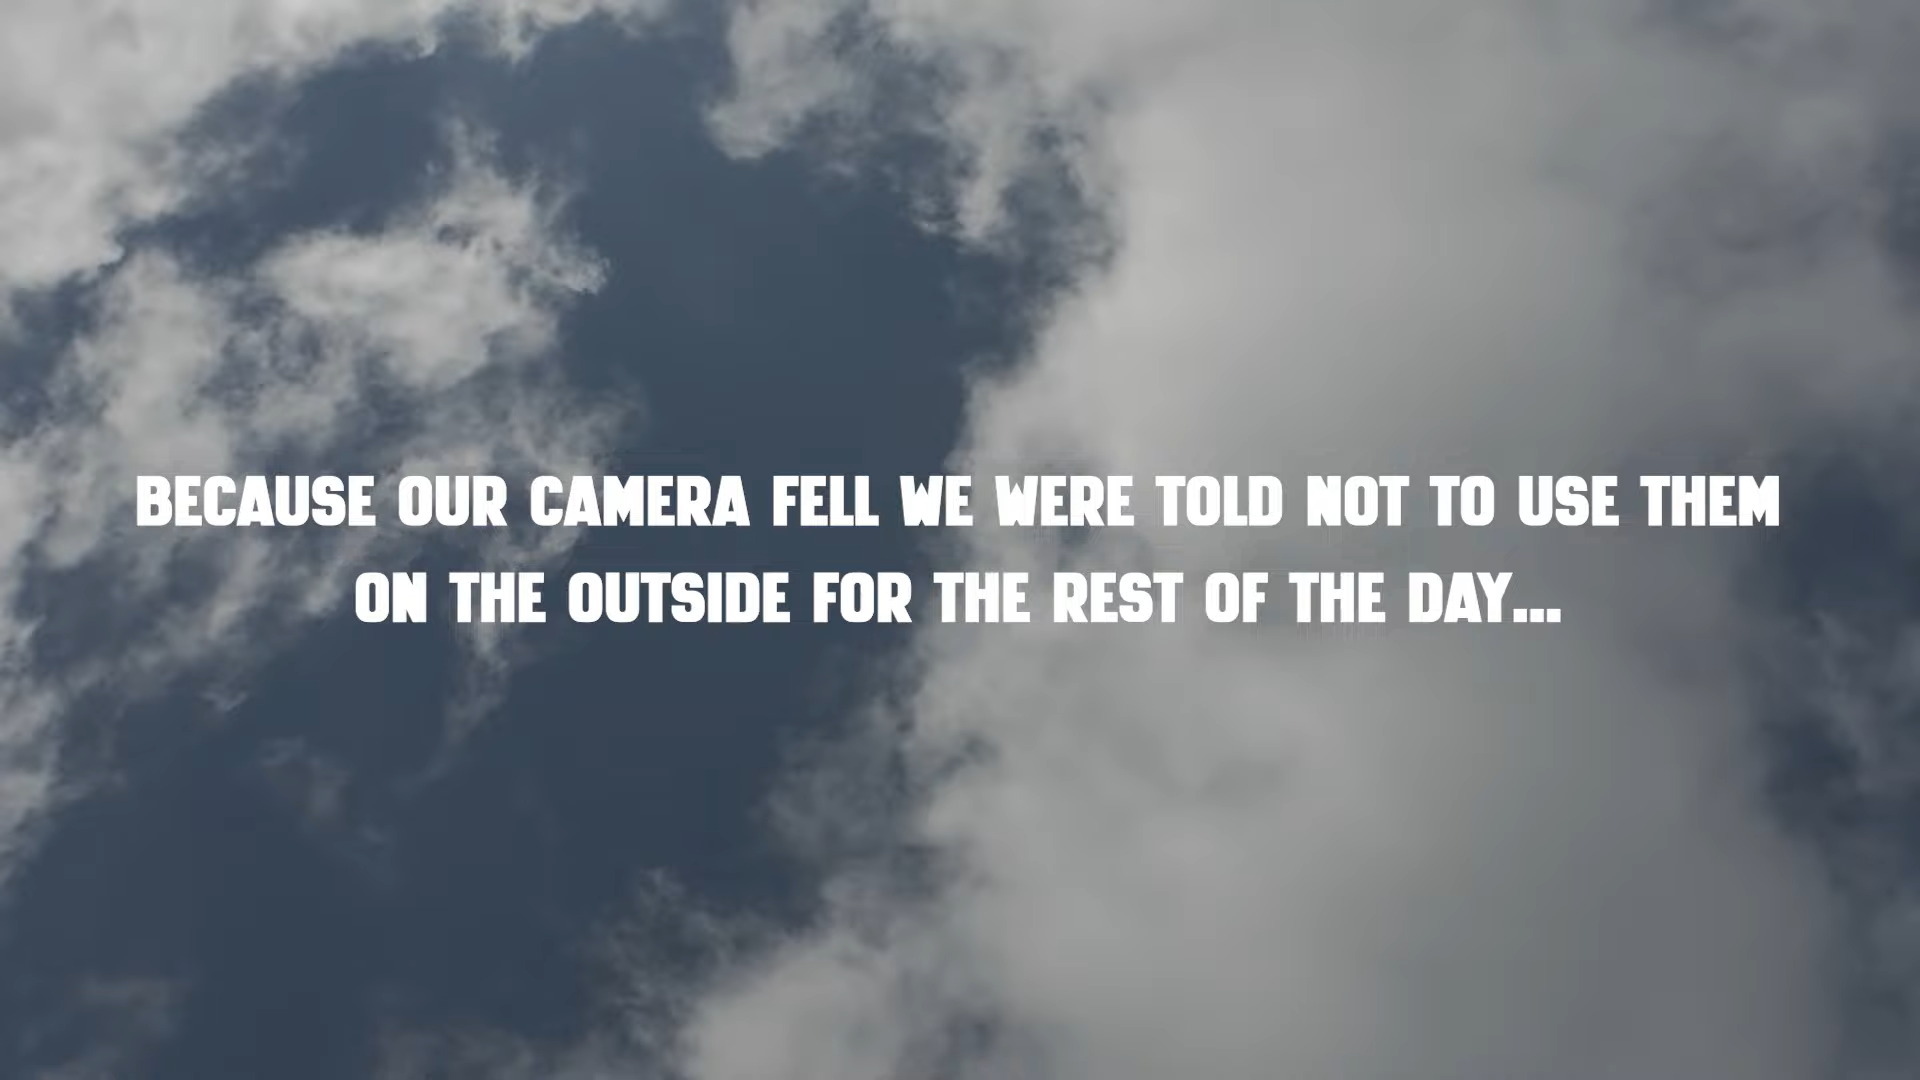 BECAUSE OUR CAMERA FELL WE WERE TOLD NOT TO USE THEM
ON THE OUTSIDE FOR THE REST OF THE DAY...